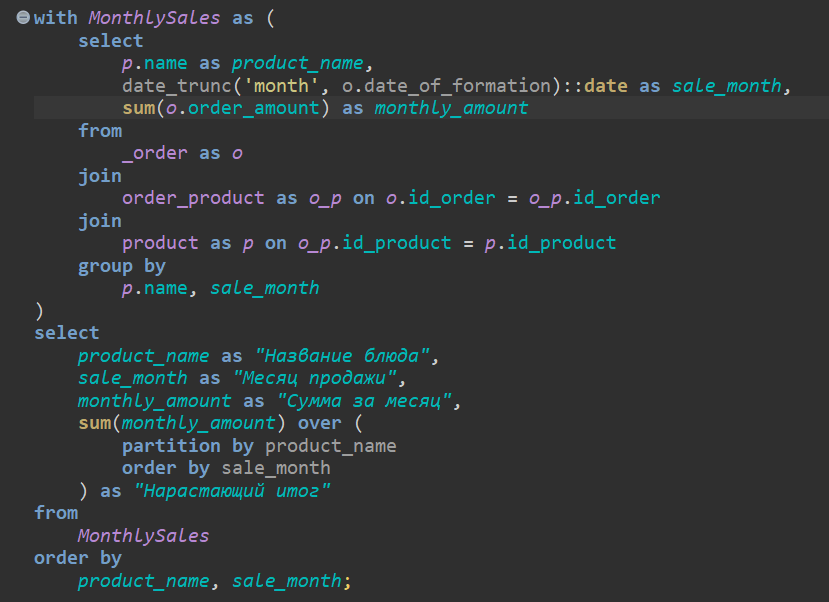 with MonthlySales as (
    select
        p.name as product_name,
        date_trunc('month', o.date_of_formation)::date as sale_month,
        sum(o.order_amount) as monthly_amount
    from
        _order as o
    join
        order_product as o_p on o.id_order = o_p.id_order
    join
        product as p on o_p.id_product = p.id_product
    group by
        p.name, sale_month
)
select
    product_name as "Название блюда",
    sale_month as "Месяц продажи",
    monthly_amount as "Сумма за месяц",
    sum(monthly_amount) over (
        partition by product_name
        order by sale_month
    ) as "Нарастающий итог"
from
    MonthlySales
order by
    product_name, sale_month;